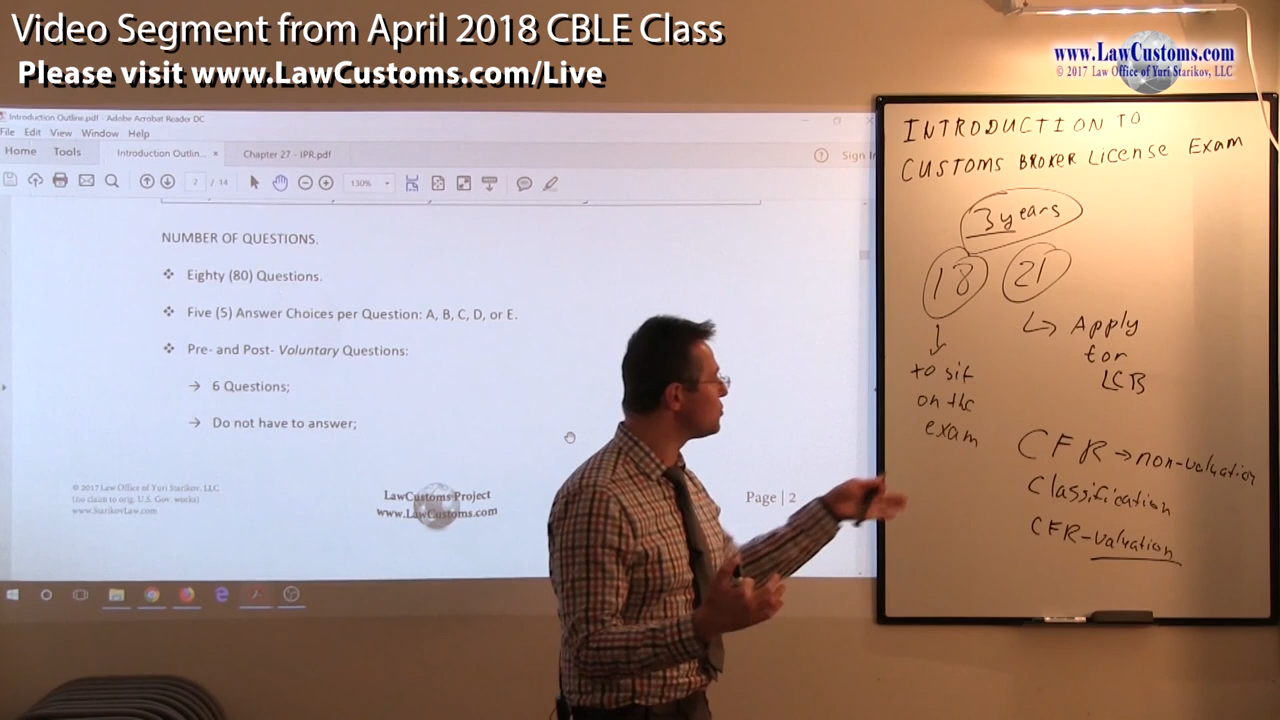 Video Segment from April 2018 CBLE Class
Please visit www.LawCustoms.com/Live
www.LawCustoms.com
© 2017 Law Office of Yuri Starikov, LLC
Introduction Outline.pdf - Adobe Acrobat Reader DC
File Edit View Window Help
Home Tools Introduction Outlin... × Chapter 27 - IPR.pdf Sign In
2 / 14 130%
NUMBER OF QUESTIONS.
❖ Eighty (80) Questions.
❖ Five (5) Answer Choices per Question: A, B, C, D, or E.
❖ Pre- and Post- Voluntary Questions:
→ 6 Questions;
→ Do not have to answer;
© 2017 Law Office of Yuri Starikov, LLC
(no claim to orig. U.S. Gov. works)
www.StarikovLaw.com
LawCustoms Project
www.LawCustoms.com
Page | 2
INTRODUCTION TO
CUSTOMS BROKER LICENSE EXAM
3 years
18 21
to sit
on the
exam
Apply
for
LCB
CFR → non-valuation
Classification
CFR-valuation